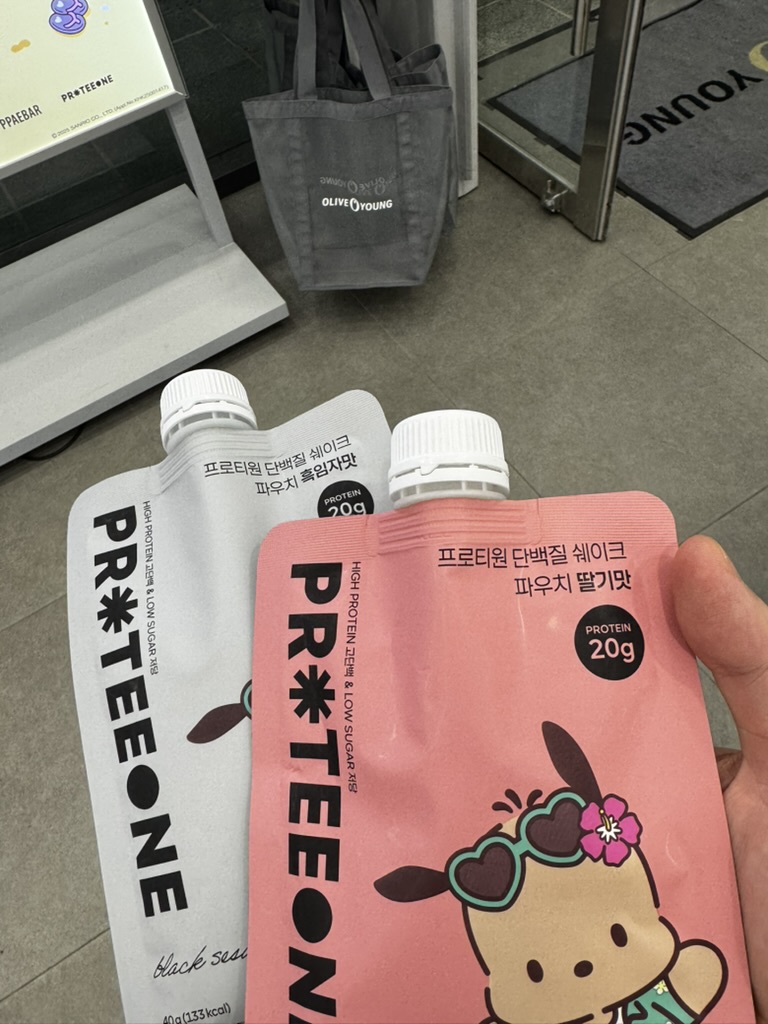 PPAEBAR
PR*TEE●NE
OLIVE YOUNG
YOUNG
프로티원 단백질 쉐이크
파우치 흑임자맛
PROTEIN
20g
HIGH PROTEIN 고단백 & LOW SUGAR 저당
PR*TEE●NE
black
40g(133 kcal)
프로티원 단백질 쉐이크
파우치 딸기맛
PROTEIN
20g
HIGH PROTEIN 고단백 & LOW SUGAR 저당
PR*TEE●N